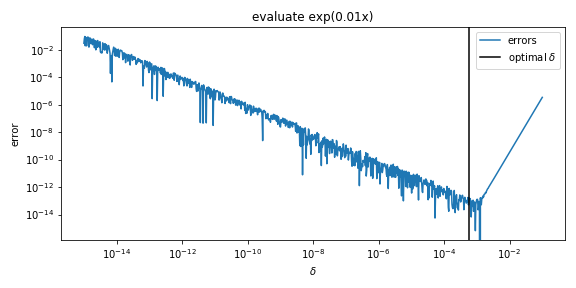 evaluate exp(0.01x)
errors
optimal δ
error
10⁻²
10⁻⁴
10⁻⁶
10⁻⁸
10⁻¹⁰
10⁻¹²
10⁻¹⁴
10⁻¹⁴ 10⁻¹² 10⁻¹⁰ 10⁻⁸ 10⁻⁶ 10⁻⁴ 10⁻²
δ